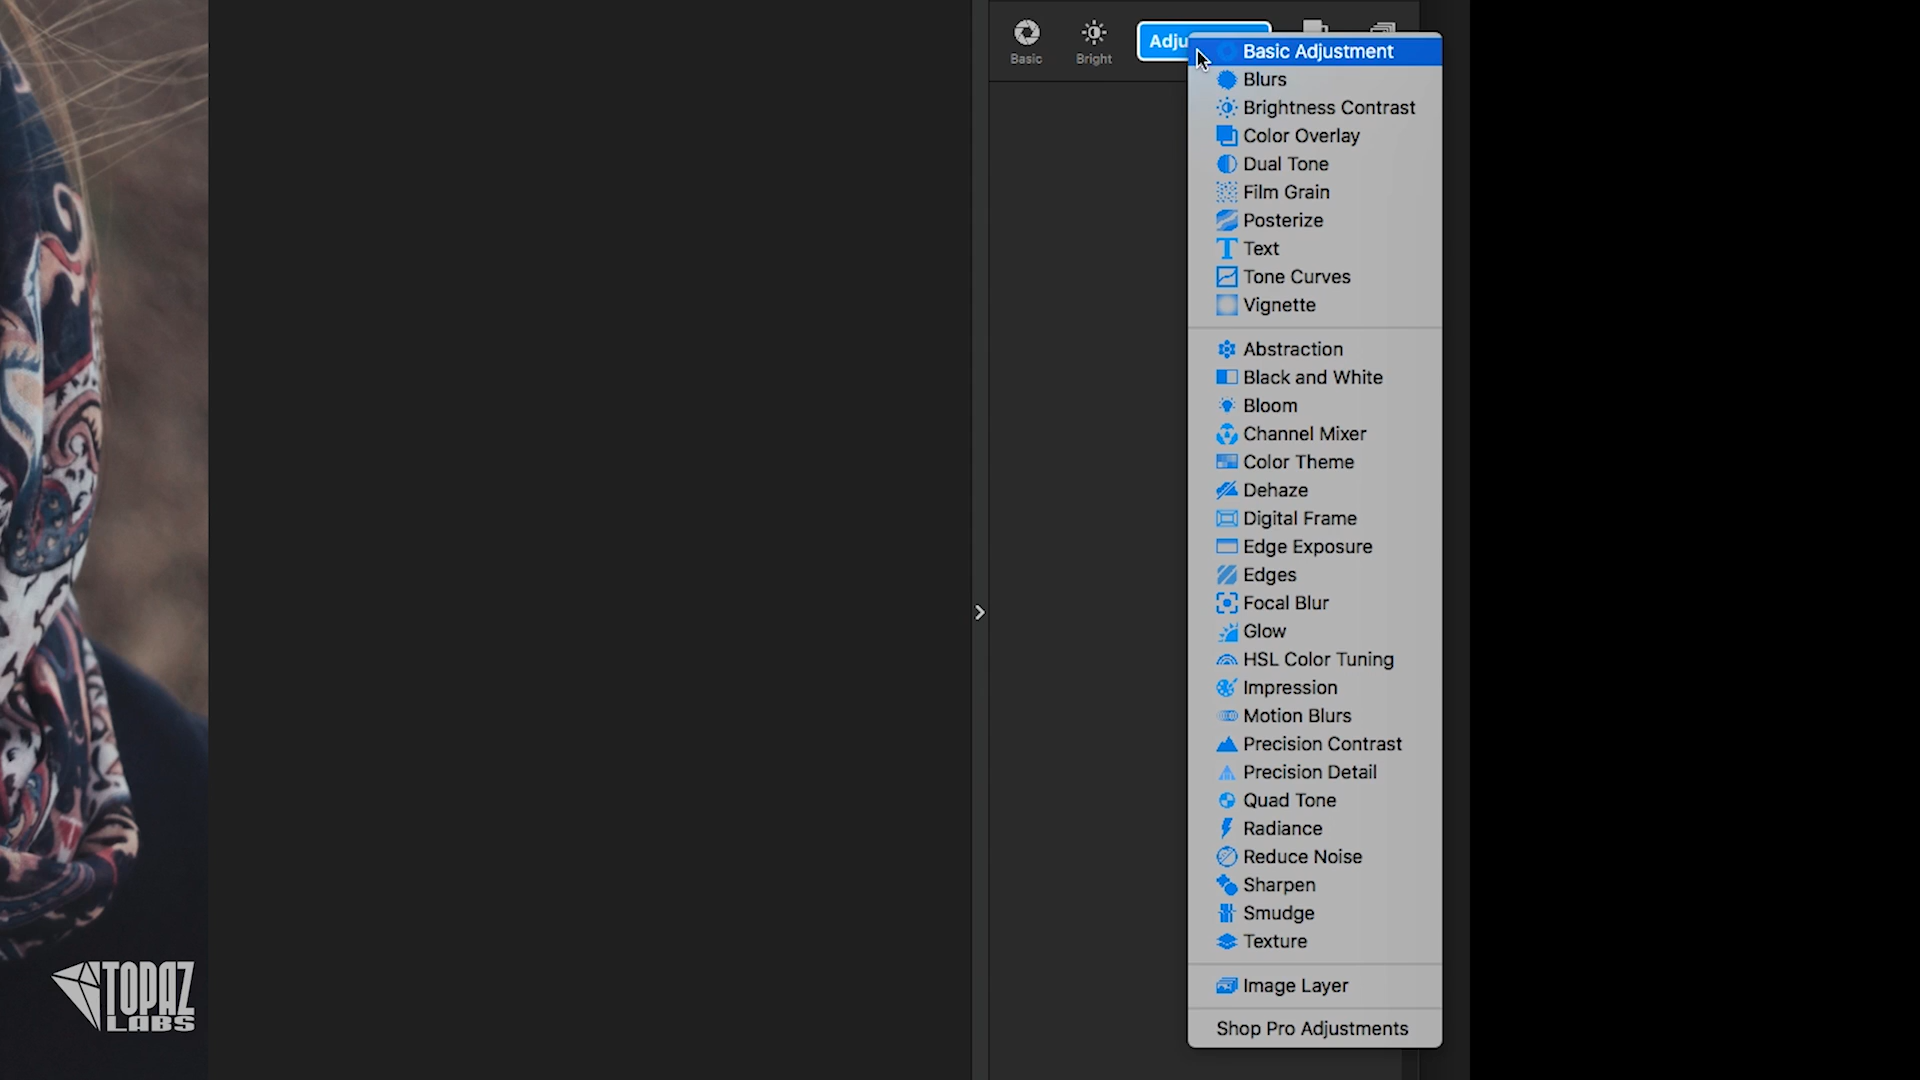 Basic
Bright
Adju
Basic Adjustment
Blurs
Brightness Contrast
Color Overlay
Dual Tone
Film Grain
Posterize
Text
Tone Curves
Vignette
Abstraction
Black and White
Bloom
Channel Mixer
Color Theme
Dehaze
Digital Frame
Edge Exposure
Edges
Focal Blur
Glow
HSL Color Tuning
Impression
Motion Blurs
Precision Contrast
Precision Detail
Quad Tone
Radiance
Reduce Noise
Sharpen
Smudge
Texture
Image Layer
Shop Pro Adjustments
TOPAZ
LABS